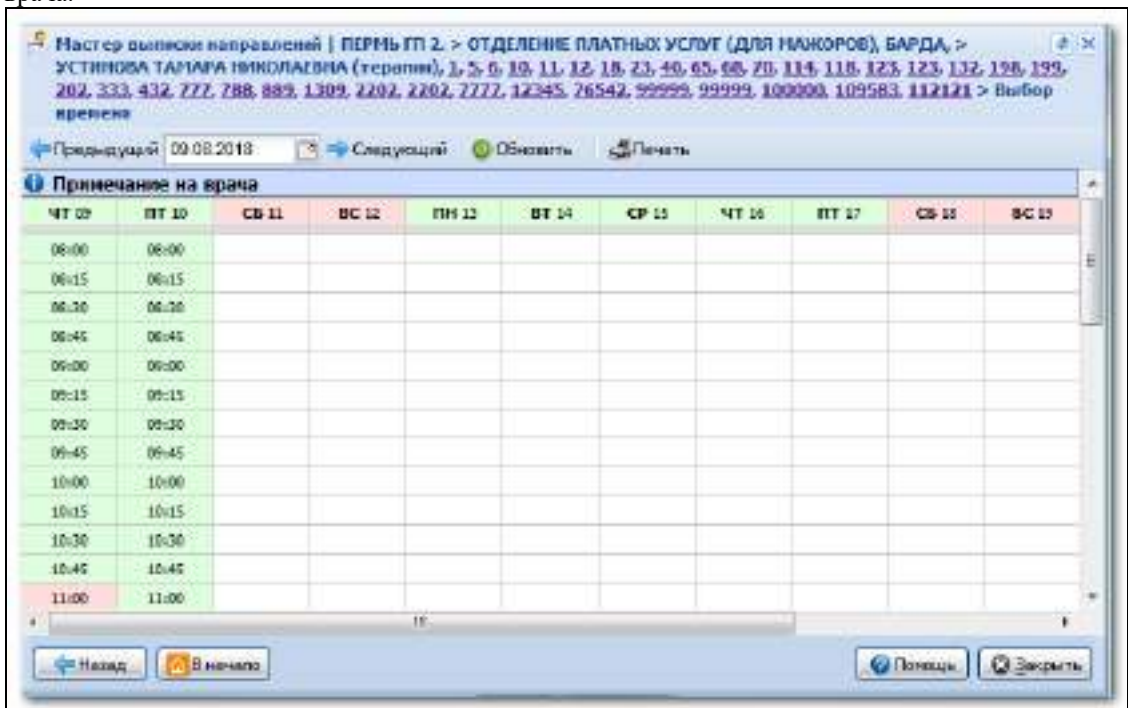 врача.
Мастер выписки направлений | ПЕРМЬ ГП 2. > ОТДЕЛЕНИЕ ПЛАТНЫХ УСЛУГ (ДЛЯ МАЖОРОВ), БАРДА, >
УСТИНОВА ТАМАРА НИКОЛАЕВНА (терапия), 1, 5, 6, 10, 11, 12, 18, 23, 40, 65, 68, 70, 114, 118, 123, 123, 132, 198, 199,
202, 333, 432, 777, 788, 889, 1309, 2202, 2202, 7777, 12345, 76542, 99999, 99999, 100000, 109583, 112121 > Выбор
времени
Предыдущий 09.08.2018 Следующий Обновить Печать
Примечание на врача
ЧТ 09 ПТ 10 СБ 11 ВС 12 ПН 13 ВТ 14 СР 15 ЧТ 16 ПТ 17 СБ 18 ВС 19
08:00 08:00
08:15 08:15
08:30 08:30
08:45 08:45
09:00 09:00
09:15 09:15
09:30 09:30
09:45 09:45
10:00 10:00
10:15 10:15
10:30 10:30
10:45 10:45
11:00 11:00
Назад В начало Помощь Закрыть